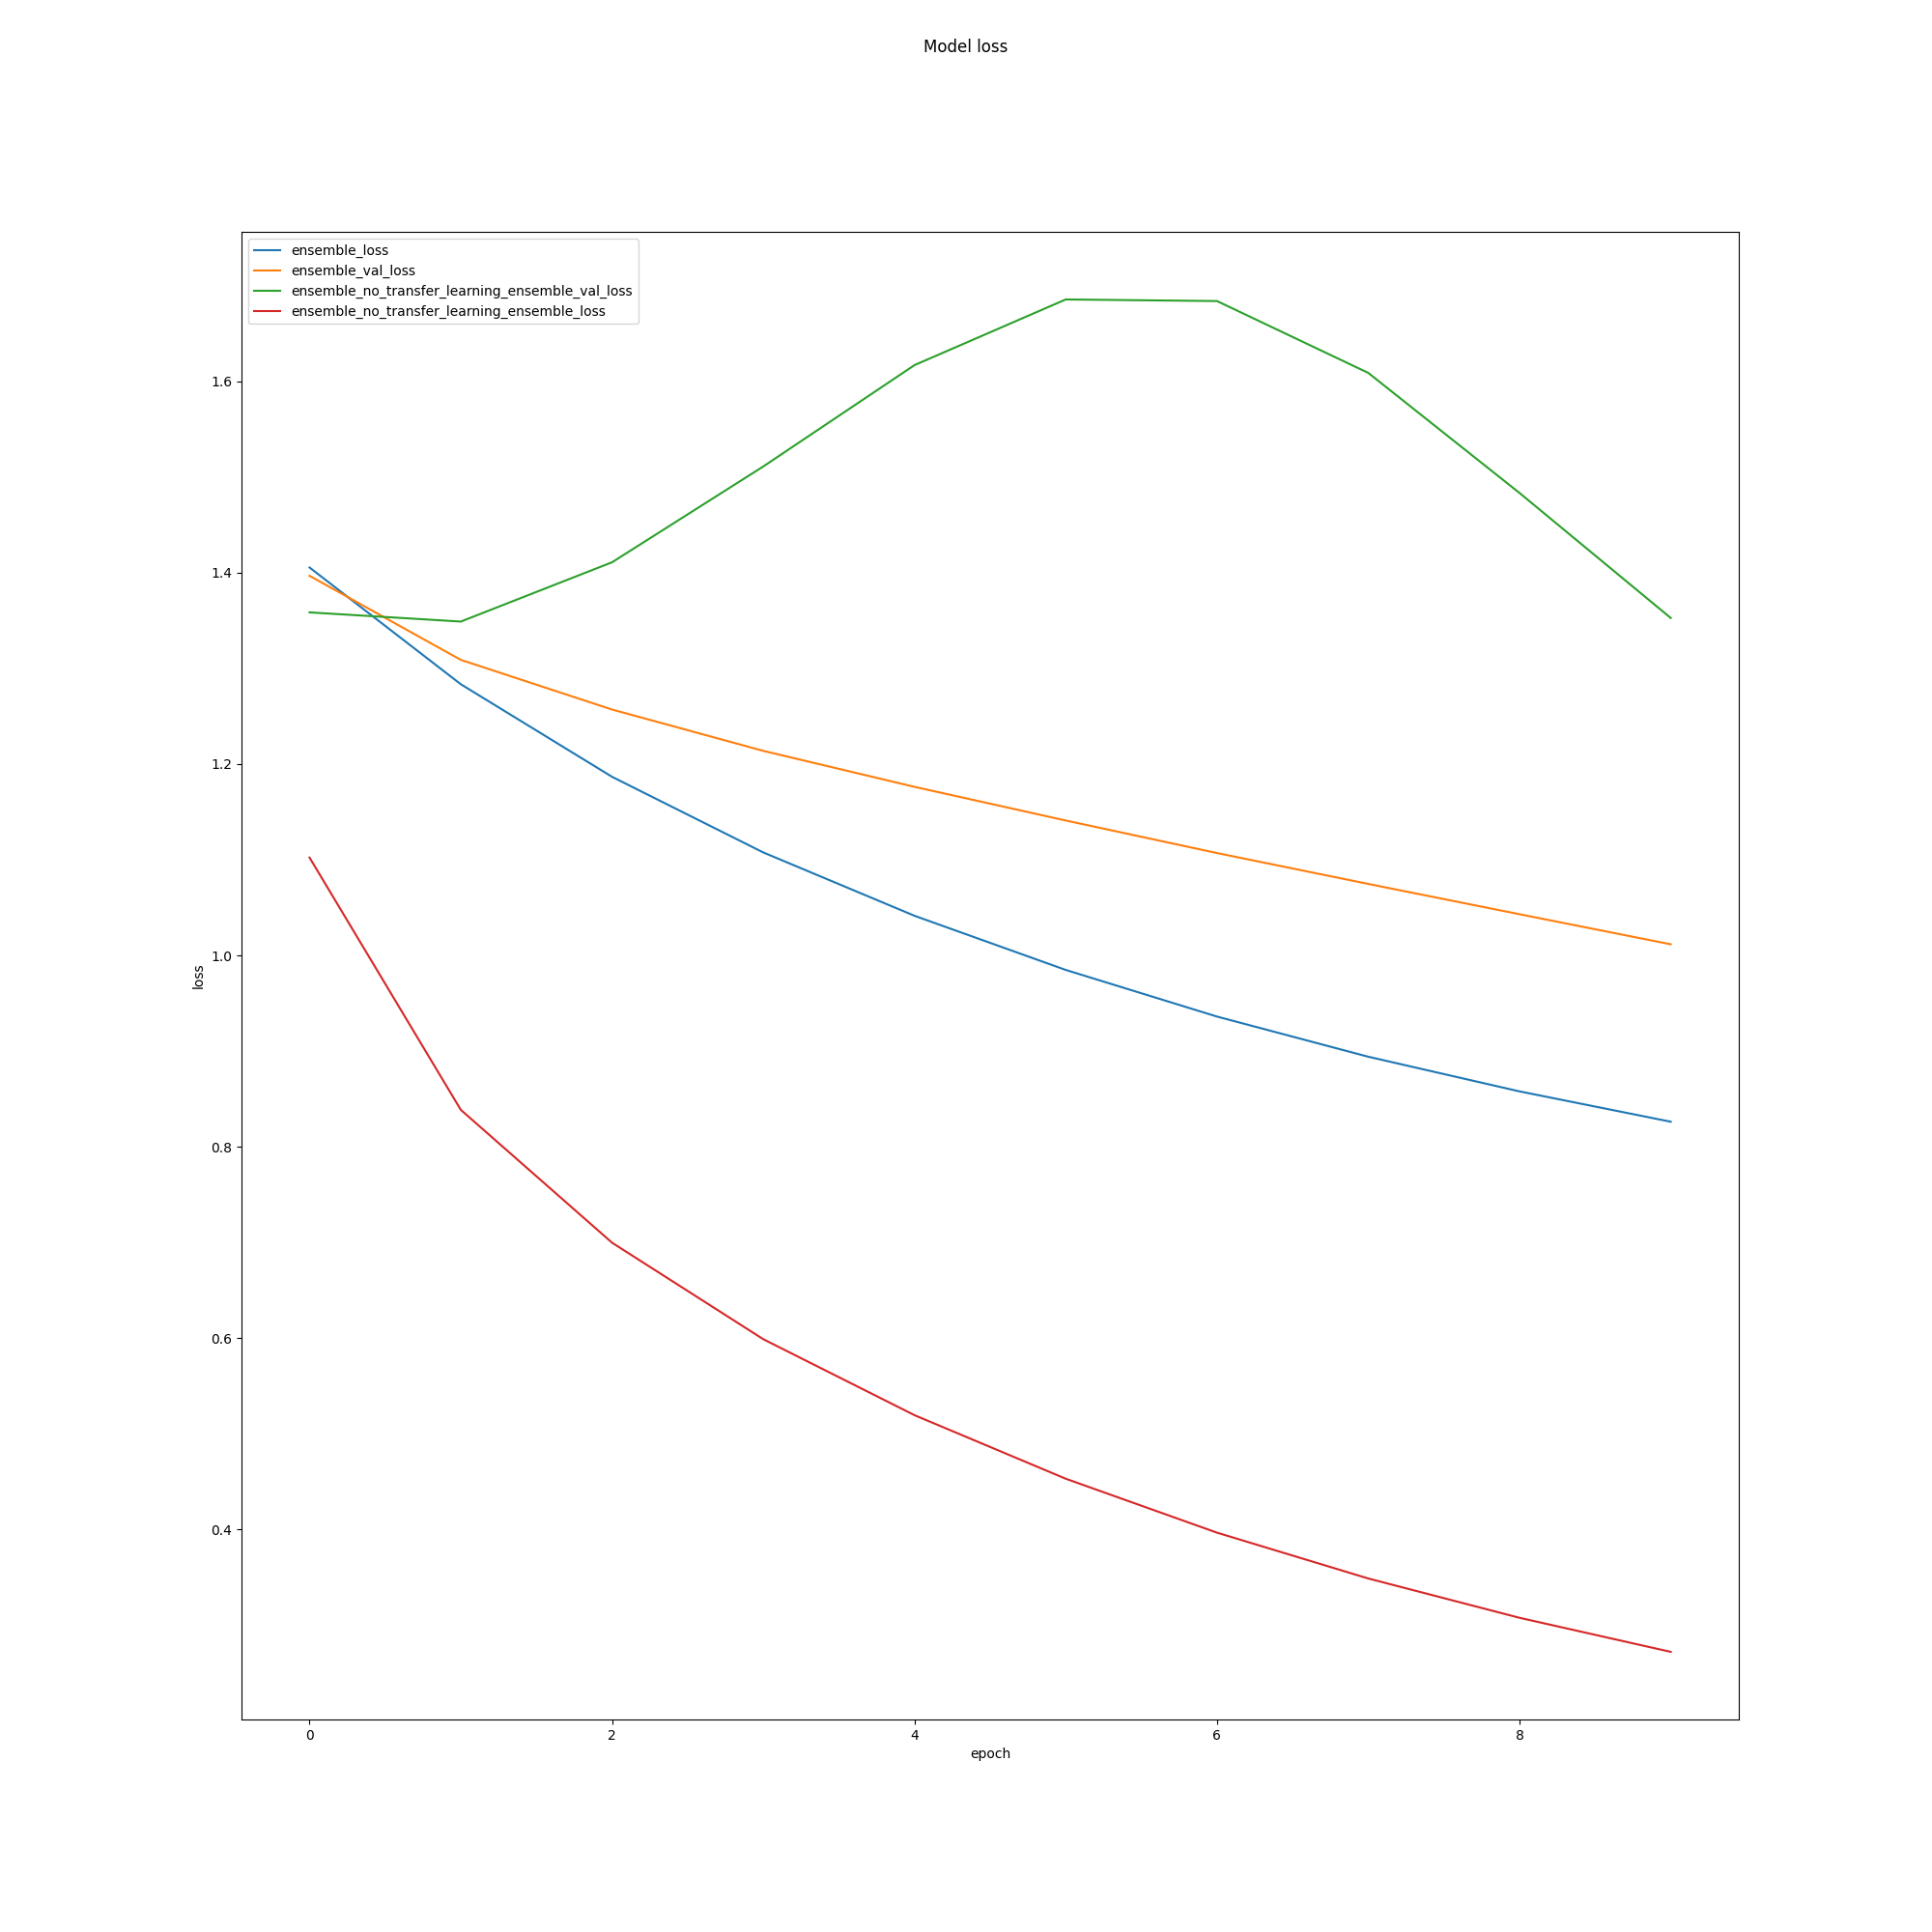 Model loss
ensemble_loss
ensemble_val_loss
ensemble_no_transfer_learning_ensemble_val_loss
ensemble_no_transfer_learning_ensemble_loss
1.6
1.4
1.2
1.0
0.8
0.6
0.4
loss
0 2 4 6 8
epoch